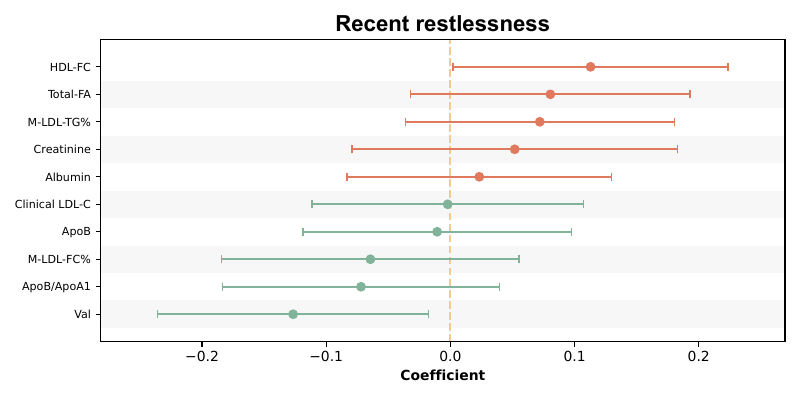 Recent restlessness
HDL-FC
Total-FA
M-LDL-TG%
Creatinine
Albumin
Clinical LDL-C
ApoB
M-LDL-FC%
ApoB/ApoA1
Val
−0.2 −0.1 0.0 0.1 0.2
Coefficient